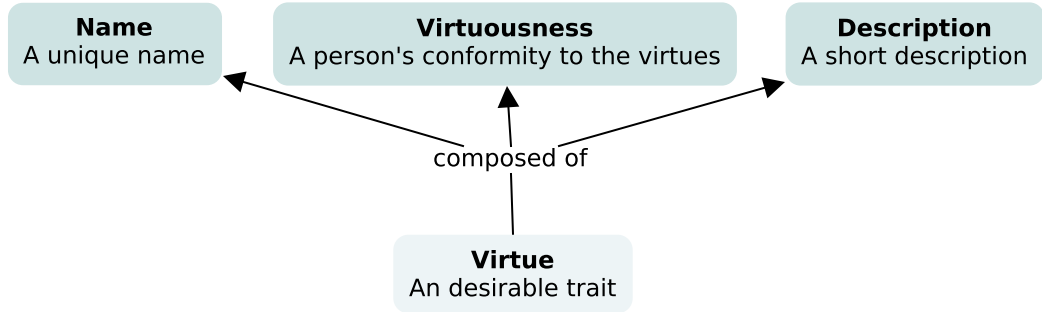 Name
A unique name
Virtuousness
A person's conformity to the virtues
Description
A short description
composed of
Virtue
An desirable trait